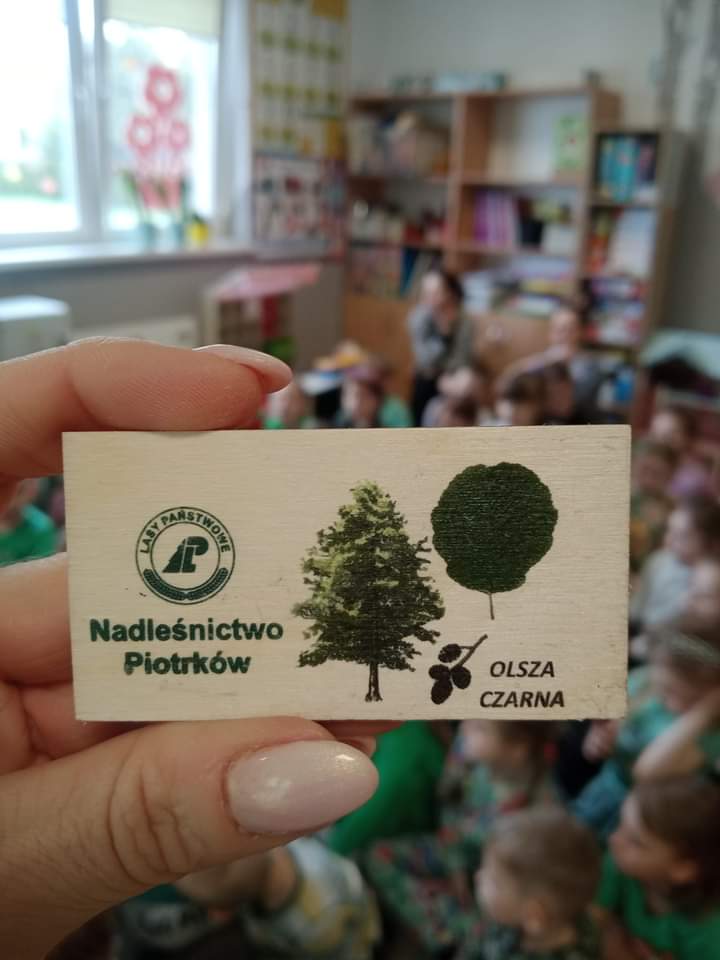 LASY PAŃSTWOWE
Nadleśnictwo
Piotrków
OLSZA
CZARNA